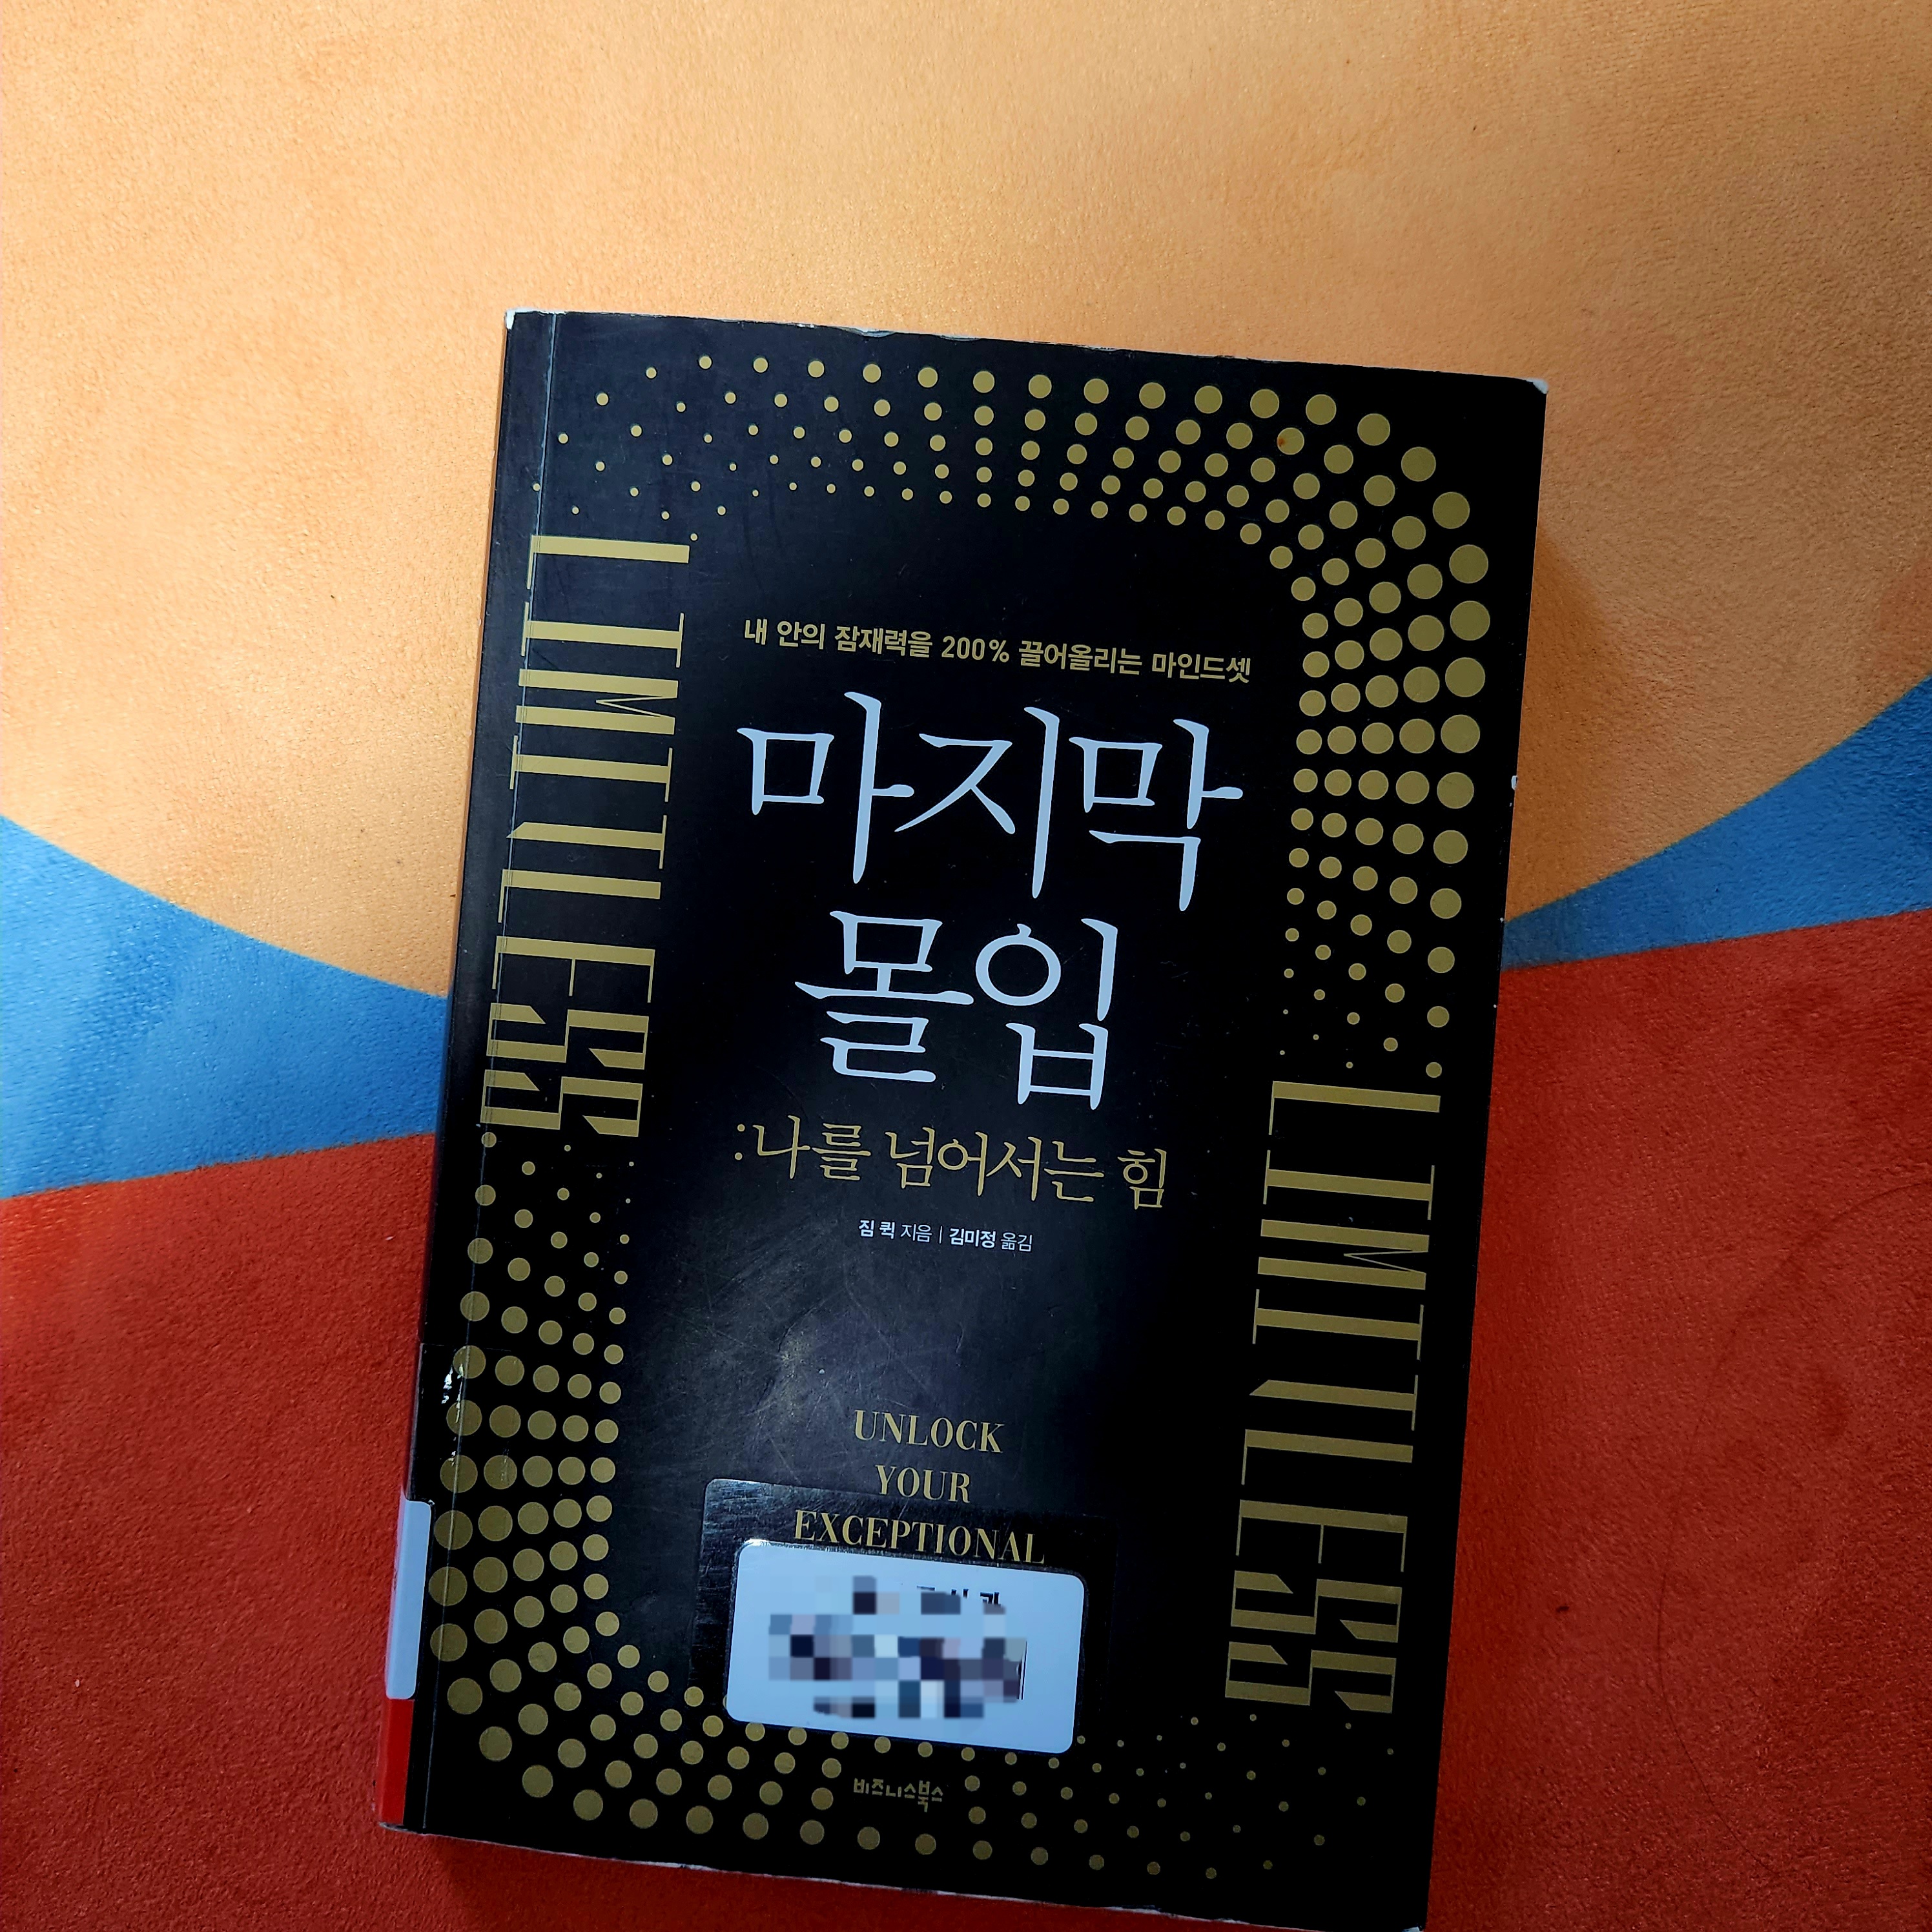 LIMITLESS
내 안의 잠재력을 200% 끌어올리는 마인드셋
마지막
몰입
:나를 넘어서는 힘
짐 퀵 지음 | 김미정 옮김
LIMITLESS
UNLOCK
YOUR
EXCEPTIONAL
비즈니스북스